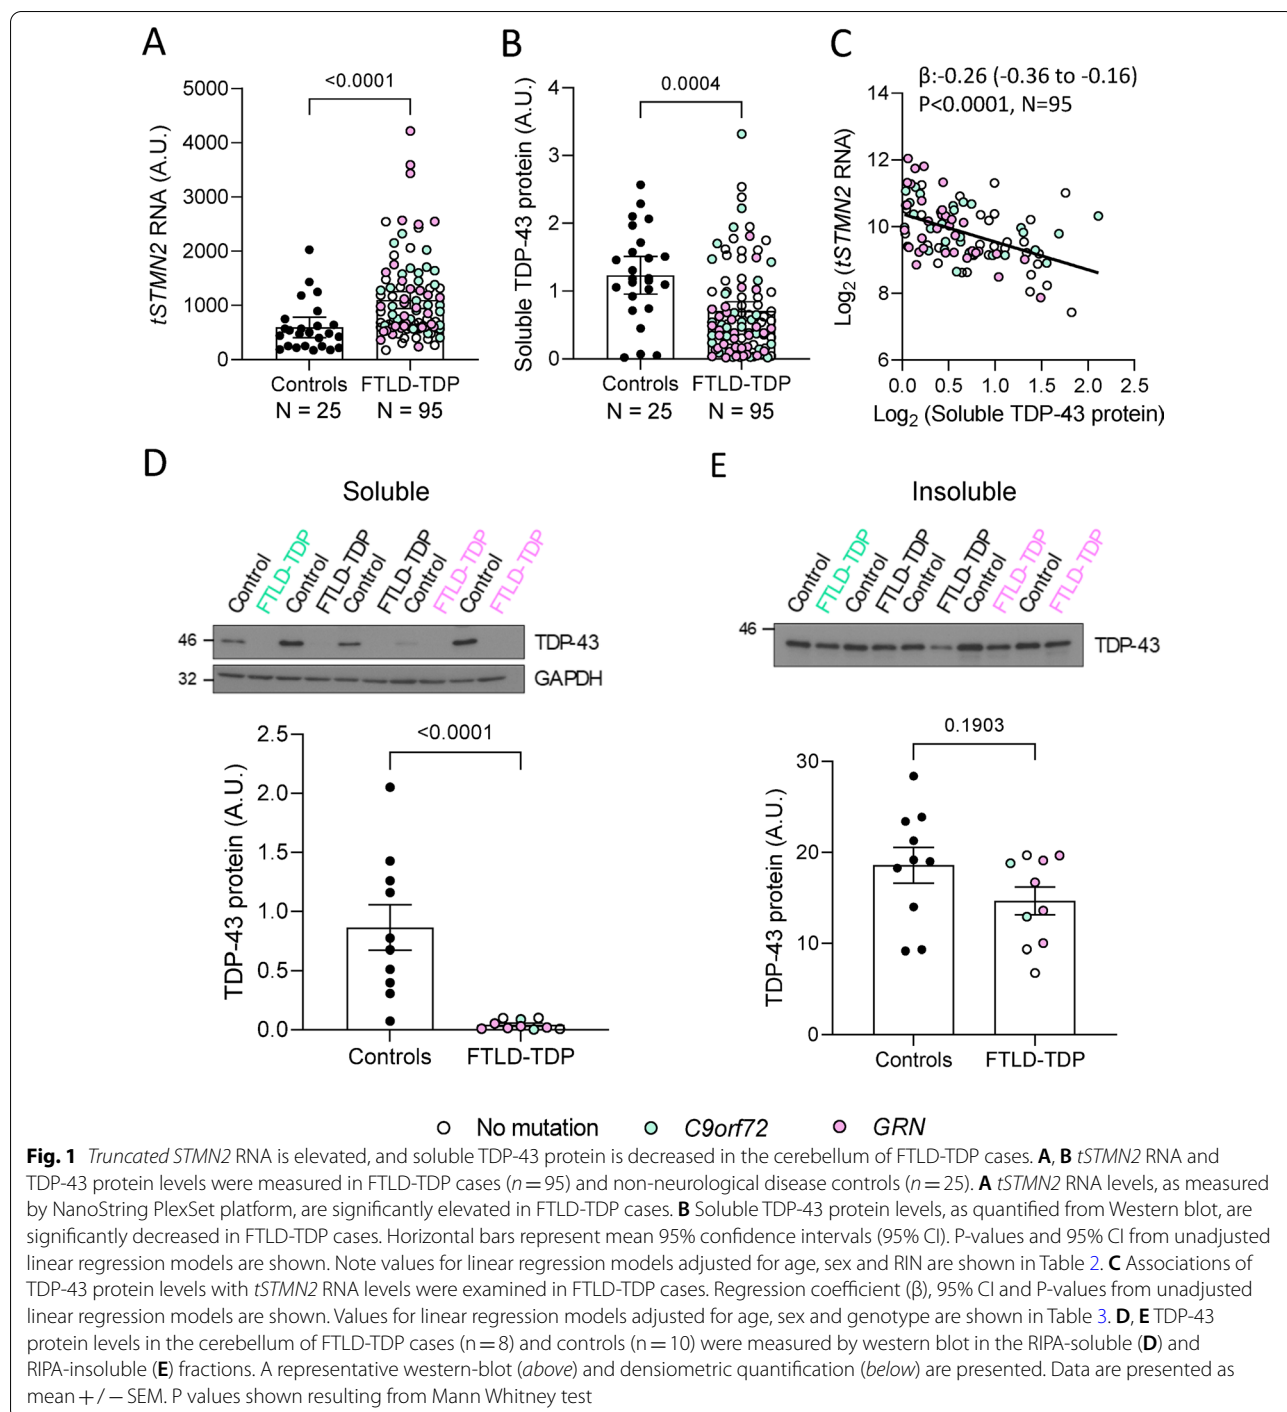 A
B
C
<0.0001
5000
4000
3000
2000
1000
0
tSTMN2 RNA (A.U.)
Controls
N = 25
FTLD-TDP
N = 95
0.0004
4
3
2
1
0
Soluble TDP-43 protein (A.U.)
Controls
N = 25
FTLD-TDP
N = 95
β:-0.26 (-0.36 to -0.16)
P<0.0001, N=95
14
12
10
8
6
Log2 (tSTMN2 RNA)
0.0 0.5 1.0 1.5 2.0 2.5
Log2 (Soluble TDP-43 protein)
D
Soluble
Control
FTLD-TDP
Control
FTLD-TDP
Control
FTLD-TDP
Control
FTLD-TDP
Control
FTLD-TDP
46
TDP-43
32
GAPDH
<0.0001
2.5
2.0
1.5
1.0
0.5
0.0
TDP-43 protein (A.U.)
Controls
FTLD-TDP
E
Insoluble
Control
FTLD-TDP
Control
FTLD-TDP
Control
FTLD-TDP
Control
FTLD-TDP
Control
FTLD-TDP
46
TDP-43
0.1903
30
20
10
0
TDP-43 protein (A.U.)
Controls
FTLD-TDP
No mutation C9orf72 GRN
Fig. 1 Truncated STMN2 RNA is elevated, and soluble TDP-43 protein is decreased in the cerebellum of FTLD-TDP cases. A, B tSTMN2 RNA and
TDP-43 protein levels were measured in FTLD-TDP cases (n = 95) and non-neurological disease controls (n = 25). A tSTMN2 RNA levels, as measured
by NanoString PlexSet platform, are significantly elevated in FTLD-TDP cases. B Soluble TDP-43 protein levels, as quantified from Western blot, are
significantly decreased in FTLD-TDP cases. Horizontal bars represent mean 95% confidence intervals (95% CI). P-values and 95% CI from unadjusted
linear regression models are shown. Note values for linear regression models adjusted for age, sex and RIN are shown in Table 2. C Associations of
TDP-43 protein levels with tSTMN2 RNA levels were examined in FTLD-TDP cases. Regression coefficient (β), 95% CI and P-values from unadjusted
linear regression models are shown. Values for linear regression models adjusted for age, sex and genotype are shown in Table 3. D, E TDP-43
protein levels in the cerebellum of FTLD-TDP cases (n = 8) and controls (n = 10) were measured by western blot in the RIPA-soluble (D) and
RIPA-insoluble (E) fractions. A representative western-blot (above) and densiometric quantification (below) are presented. Data are presented as
mean + / − SEM. P values shown resulting from Mann Whitney test